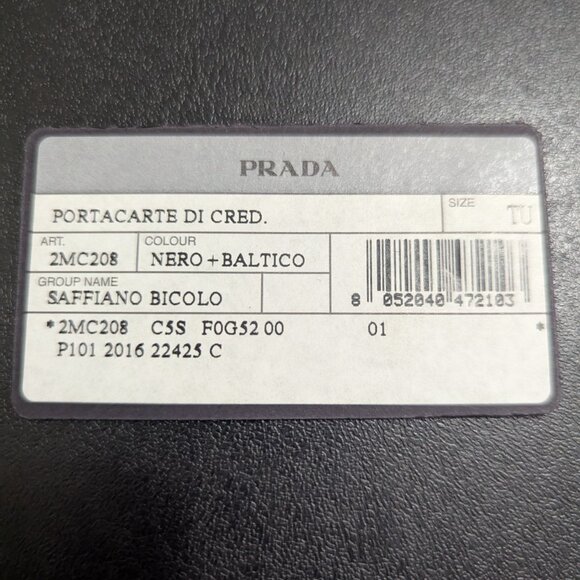 PRADA
PORTACARTE DI CRED.
SIZE
TU
ART.
2MC208
COLOUR
NERO+BALTICO
GROUP NAME
SAFFIANO BICOLO
8 052040 472103
*2MC208 C5S F0G52 00 01 *
P101 2016 22425 C